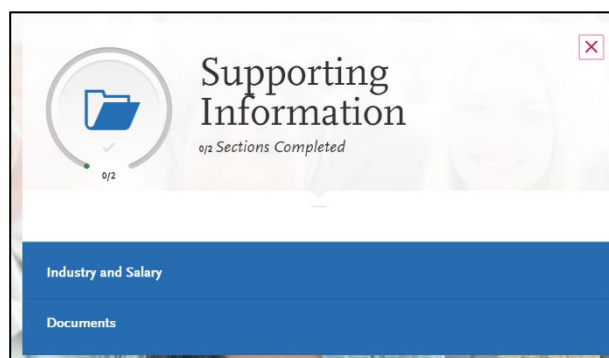 Supporting
Information
0/2 Sections Completed
0/2
Industry and Salary
Documents